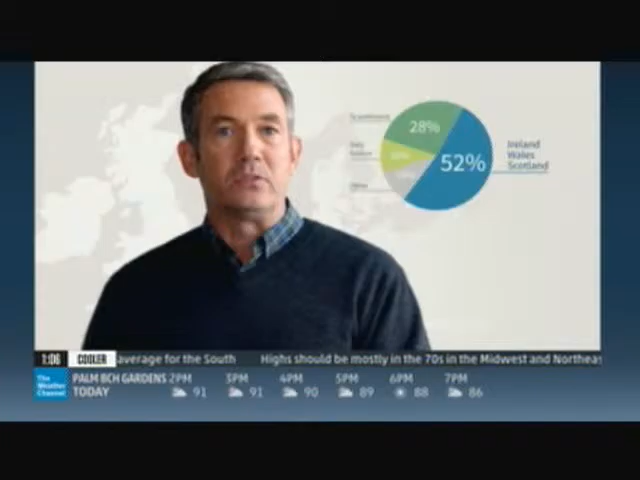 Scandinavia
28%
52%
Ireland
Wales
Scotland
1:06 COOLER average for the South Highs should be mostly in the 70s in the Midwest and Northeas
The
Weather
Channel
PALM BCH GARDENS 2PM 3PM 4PM 5PM 6PM 7PM
TODAY 91 91 90 89 88 86